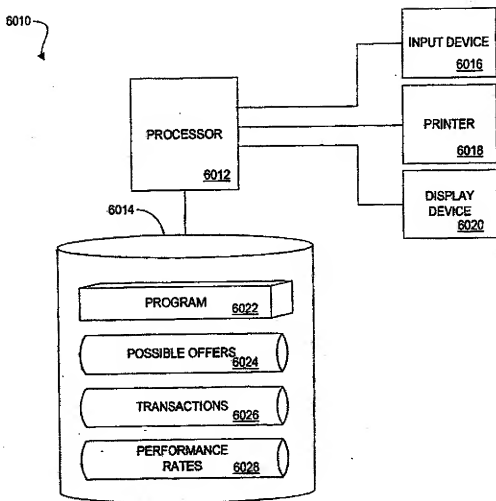 6010
INPUT DEVICE
6016
PROCESSOR
6012
PRINTER
6018
DISPLAY
DEVICE
6020
6014
PROGRAM
6022
POSSIBLE OFFERS
6024
TRANSACTIONS
6026
PERFORMANCE
RATES
6028